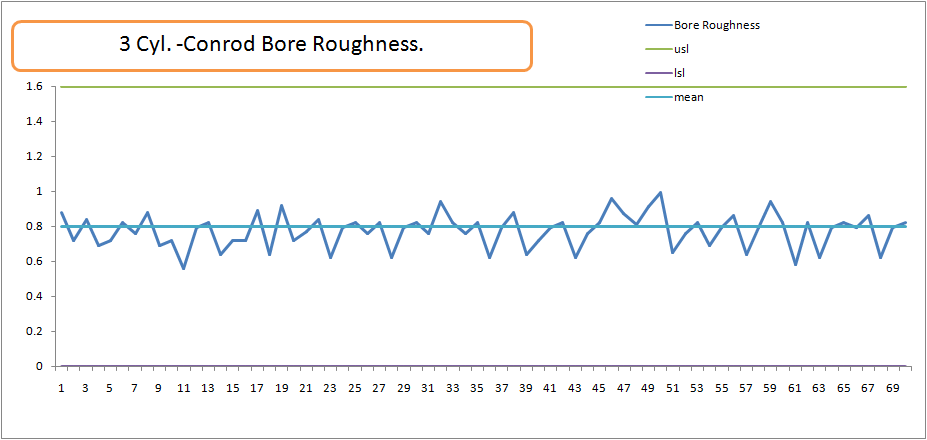 3 Cyl. -Conrod Bore Roughness.
Bore Roughness
usl
lsl
mean
1.6
1.4
1.2
1
0.8
0.6
0.4
0.2
0
1 3 5 7 9 11 13 15 17 19 21 23 25 27 29 31 33 35 37 39 41 43 45 47 49 51 53 55 57 59 61 63 65 67 69